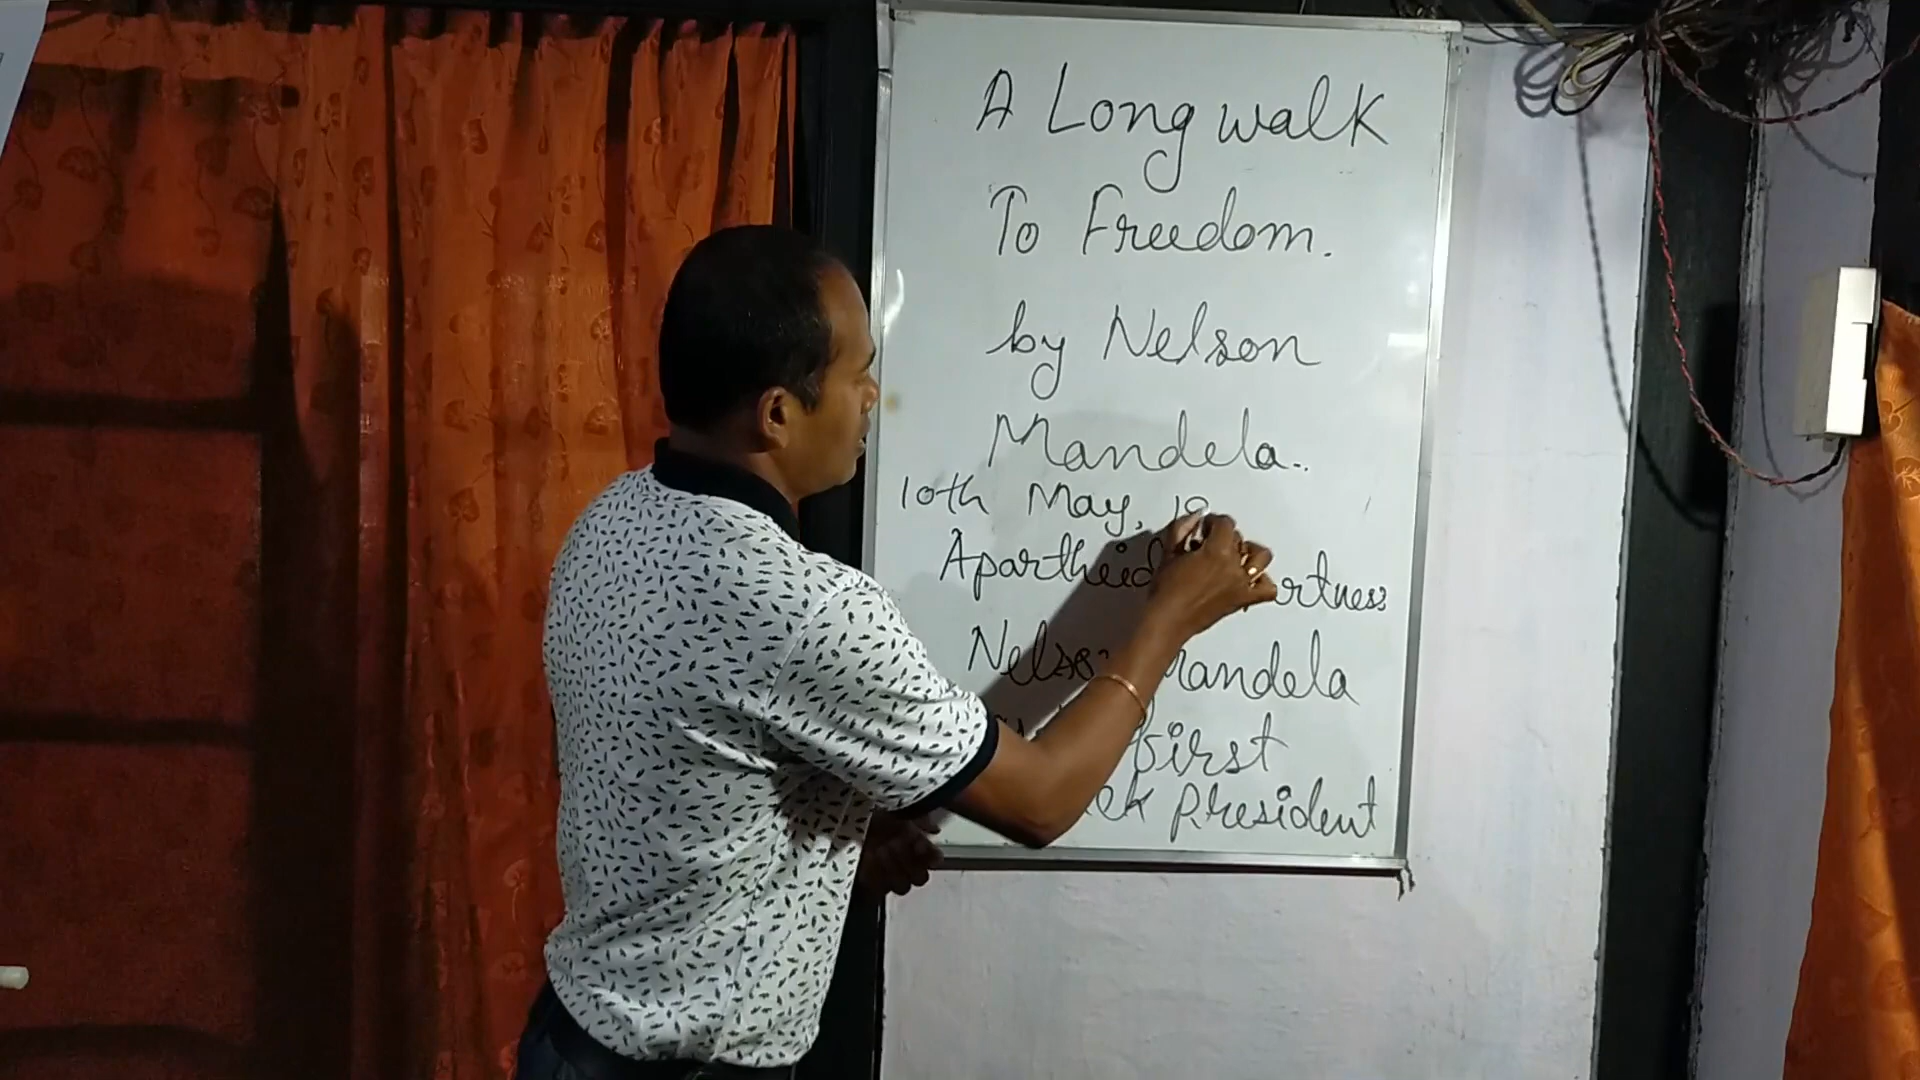 A Long walk
To Freedom.
by Nelson
Mandela..
10th May, 19
Apartheid
Nelson Mandela
first
President